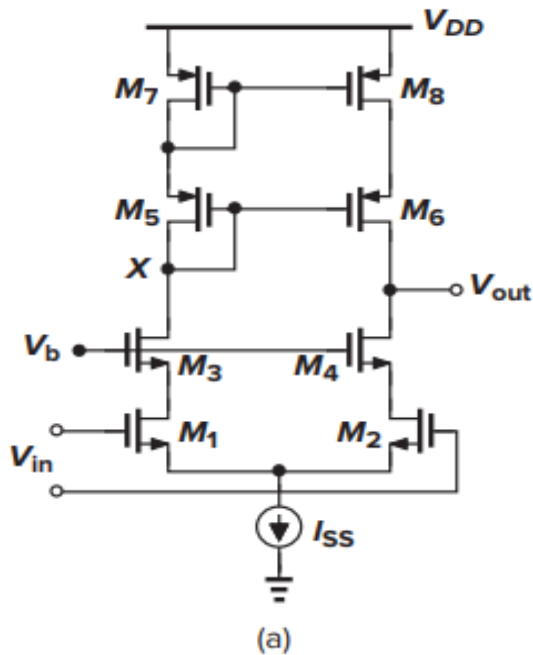 V_DD
M_7 M_8
M_5 M_6
X
V_out
V_b
M_3 M_4
M_1 M_2
V_in
I_SS
(a)